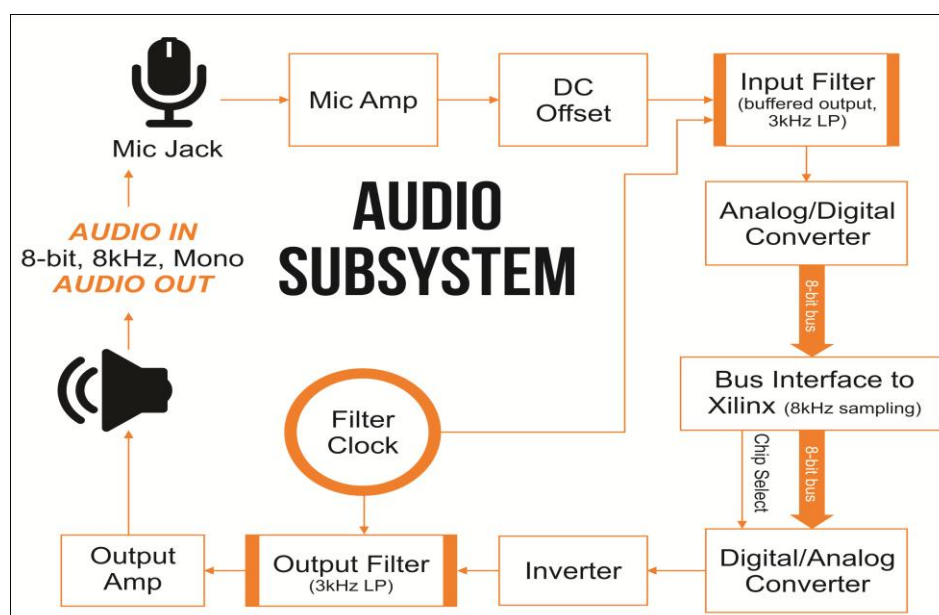 Mic Jack
Mic Amp
DC
Offset
Input Filter
(buffered output,
3kHz LP)
AUDIO
SUBSYSTEM
AUDIO IN
8-bit, 8kHz, Mono
AUDIO OUT
Analog/Digital
Converter
8-bit bus
Bus Interface to
Xilinx (8kHz sampling)
Filter
Clock
Chip Select
8-bit bus
Output
Amp
Output Filter
(3kHz LP)
Inverter
Digital/Analog
Converter